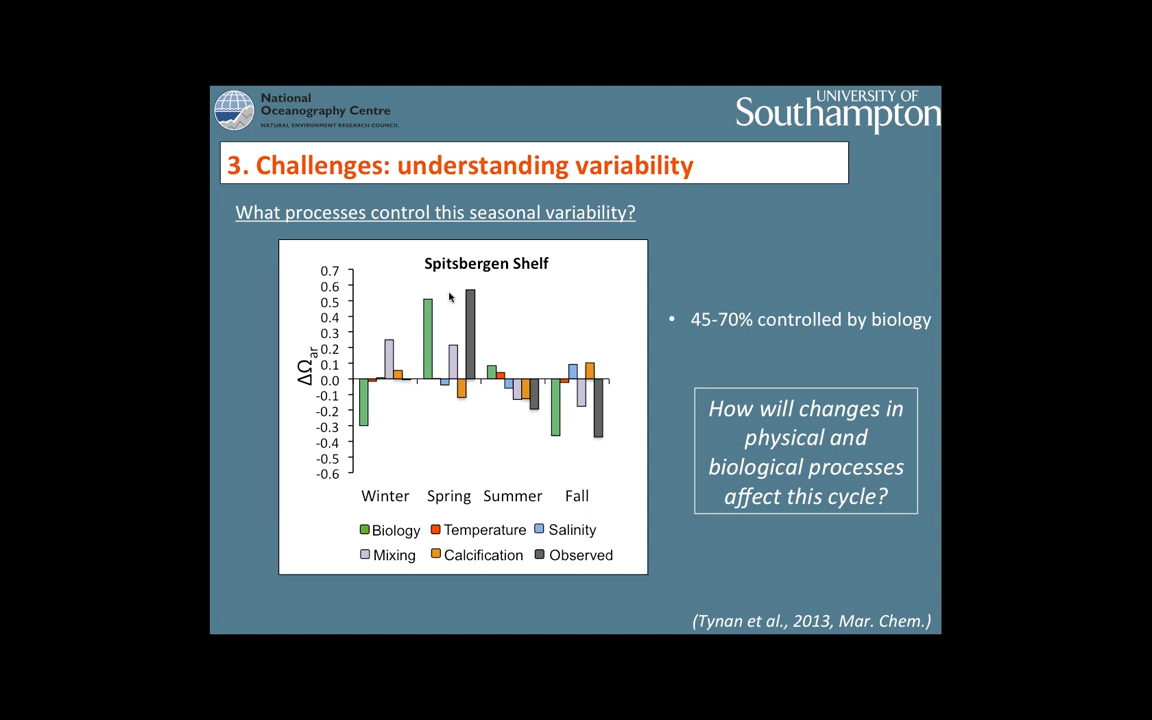 National
Oceanography Centre
NATURAL ENVIRONMENT RESEARCH COUNCIL
UNIVERSITY OF
Southampton
3. Challenges: understanding variability
What processes control this seasonal variability?
Spitsbergen Shelf
0.7
0.6
0.5
0.4
0.3
0.2
0.1
0.0
-0.1
-0.2
-0.3
-0.4
-0.5
-0.6
ΔΩar
Winter Spring Summer Fall
Biology Temperature Salinity
Mixing Calcification Observed
• 45-70% controlled by biology
How will changes in
physical and
biological processes
affect this cycle?
(Tynan et al., 2013, Mar. Chem.)